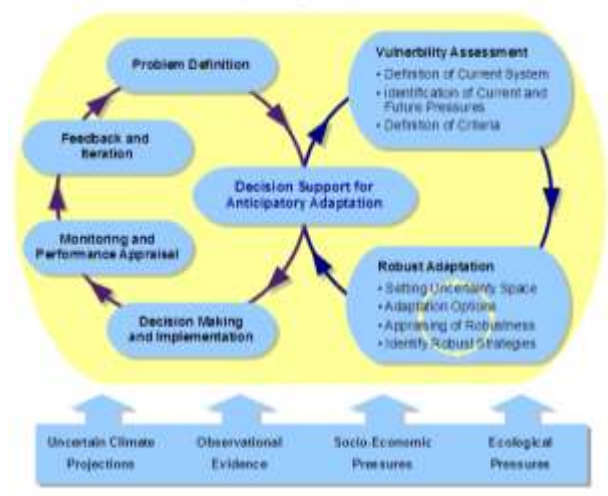 Problem Definition
Vulnerbility Assessment
• Definition of Current System
• Identification of Current and
Future Pressures
• Definition of Criteria
Feedback and
Iteration
Decision Support for
Anticipatory Adaptation
Monitoring and
Performance Appraisal
Robust Adaptation
• Setting Uncertainty Space
• Adaptation Options
• Appraising of Robustness
• Identify Robust Strategies
Decision Making
and Implementation
Uncertain Climate
Projections
Observational
Evidence
Socio-Economic
Pressures
Ecological
Pressures